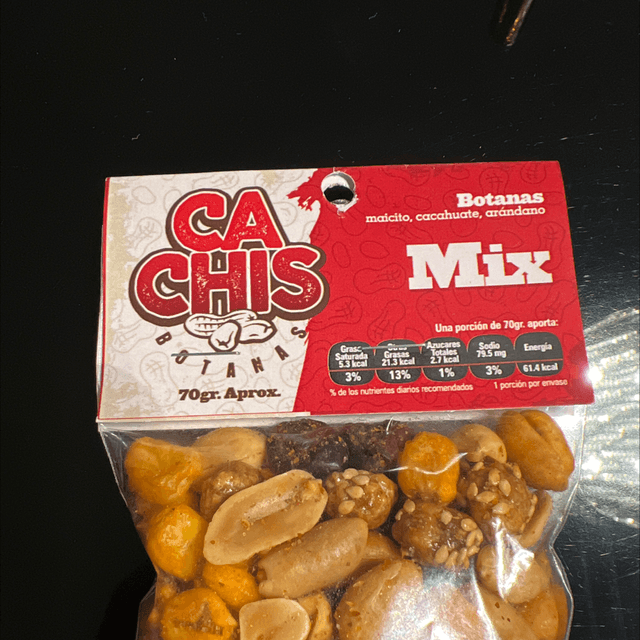 CA
CHIS
BOTANAS
70gr. Aprox.
Botanas
maicito, cacahuate, arándano
Mix
Una porción de 70gr. aporta:
Grasa Saturada 5.3 kcal 3%
Grasas 21.3 kcal 13%
Azucares Totales 2.7 kcal 1%
Sodio 79.5 mg 3%
Energía 61.4 kcal
% de los nutrientes diarios recomendados
1 porción por envase